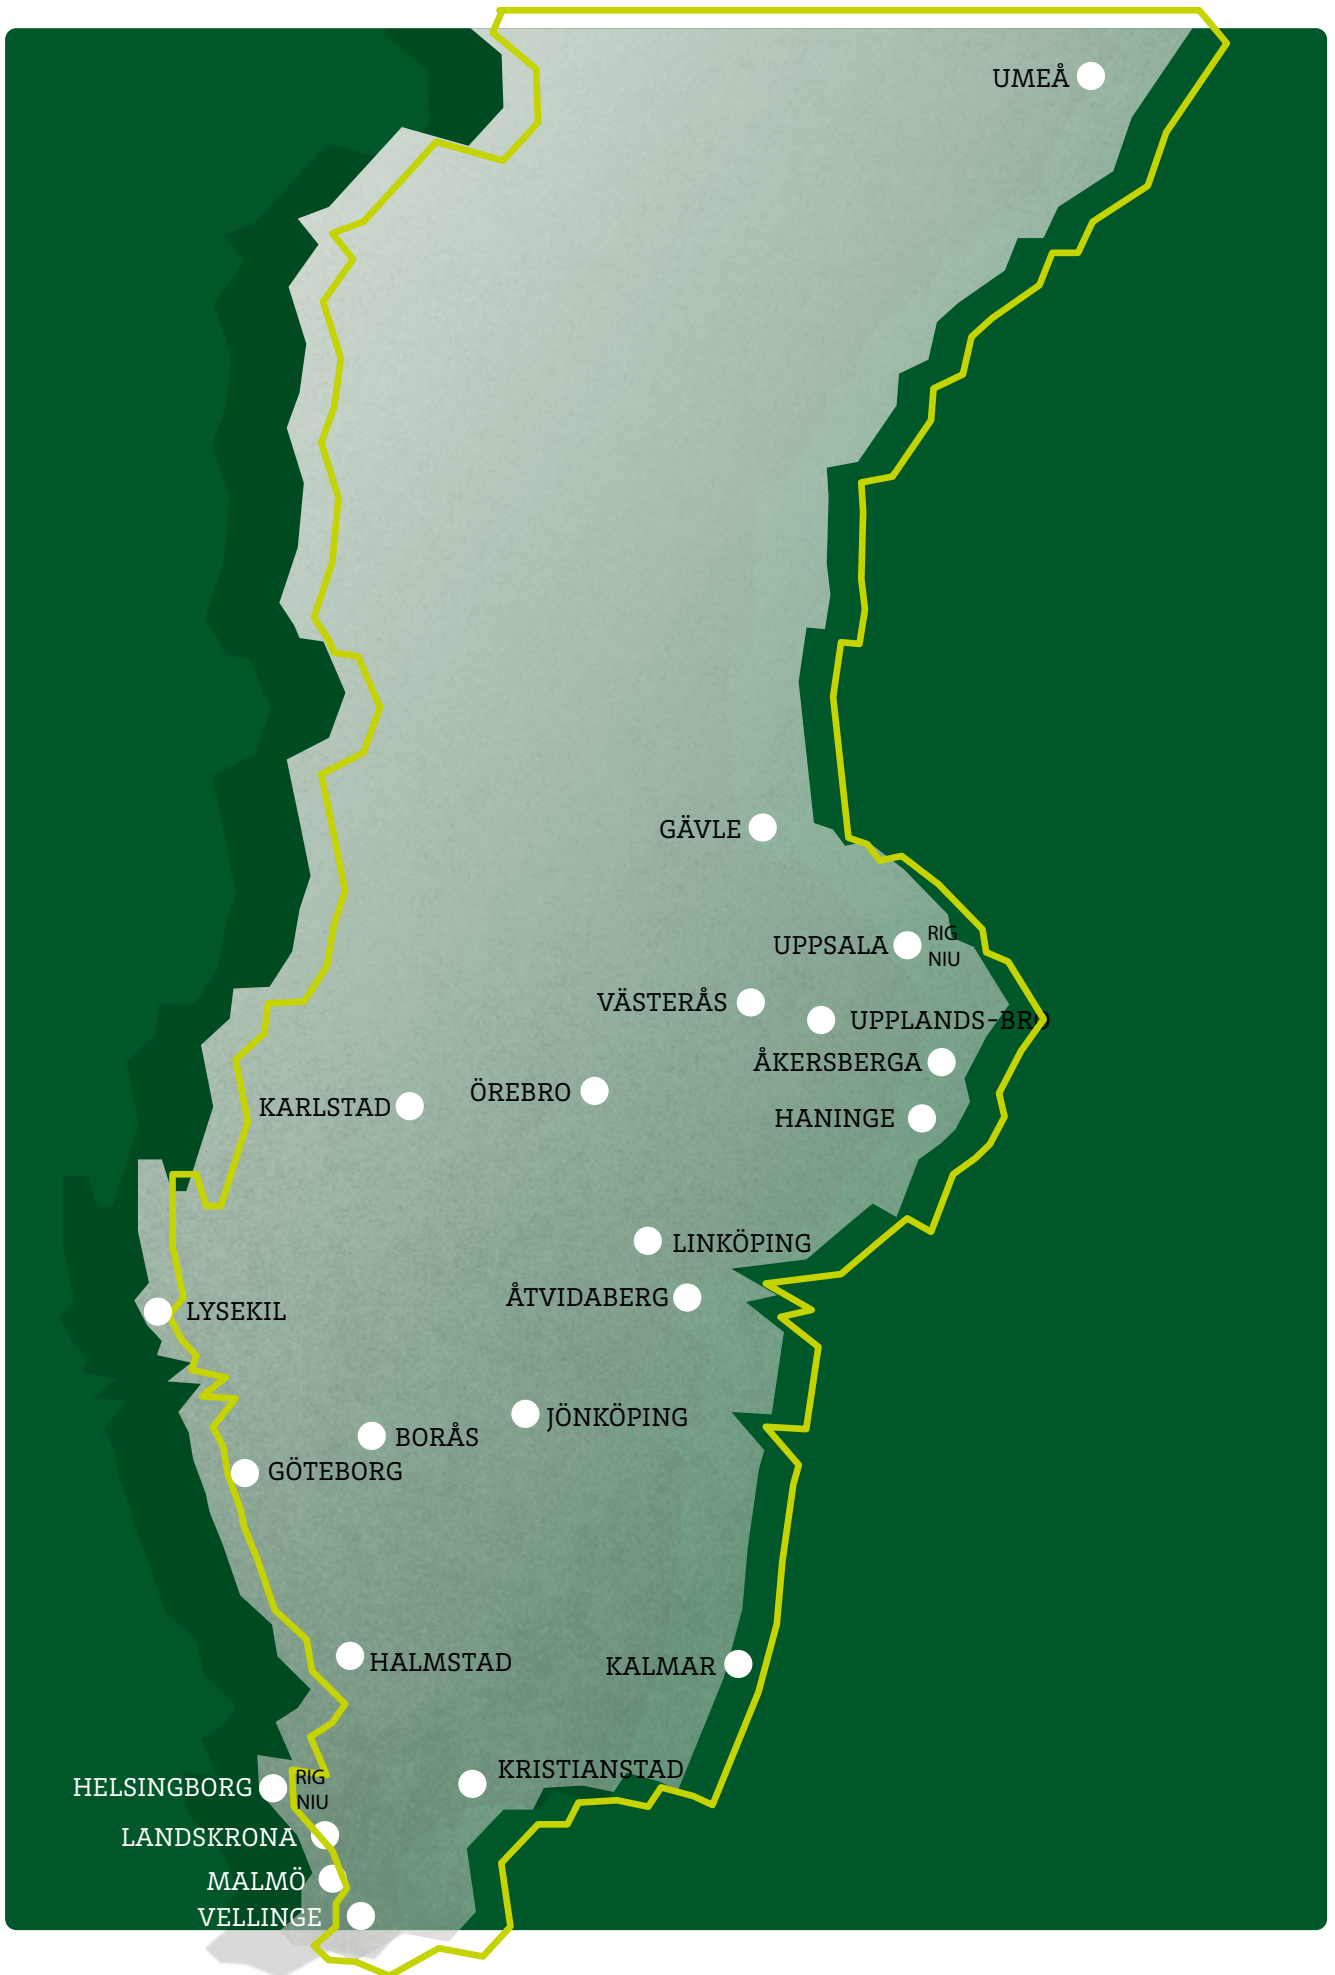 UMEÅ
GÄVLE
UPPSALA
RIG
NIU
VÄSTERÅS
UPPLANDS-BRO
ÅKERSBERGA
ÖREBRO
KARLSTAD
HANINGE
LINKÖPING
ÅTVIDABERG
LYSEKIL
JÖNKÖPING
BORÅS
GÖTEBORG
HALMSTAD
KALMAR
KRISTIANSTAD
HELSINGBORG
RIG
NIU
LANDSKRONA
MALMÖ
VELLINGE